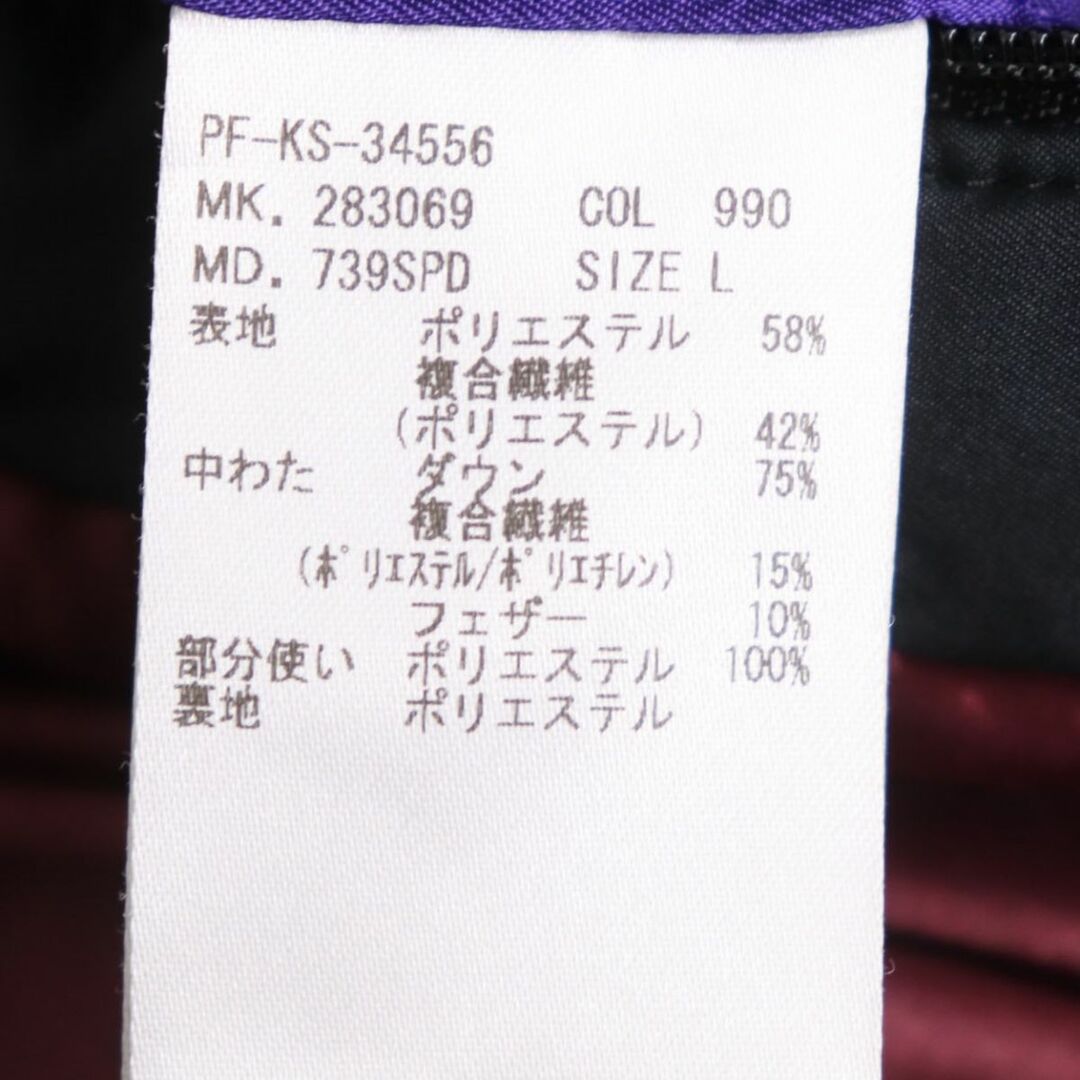 PF-KS-34556
MK. 283069 COL 990
MD. 739SPD SIZE L
表地 ポリエステル 58%
複合繊維
(ポリエステル) 42%
中わた ダウン 75%
複合繊維
(ポリエステル/ポリエチレン) 15%
フェザー 10%
部分使い ポリエステル 100%
裏地 ポリエステル